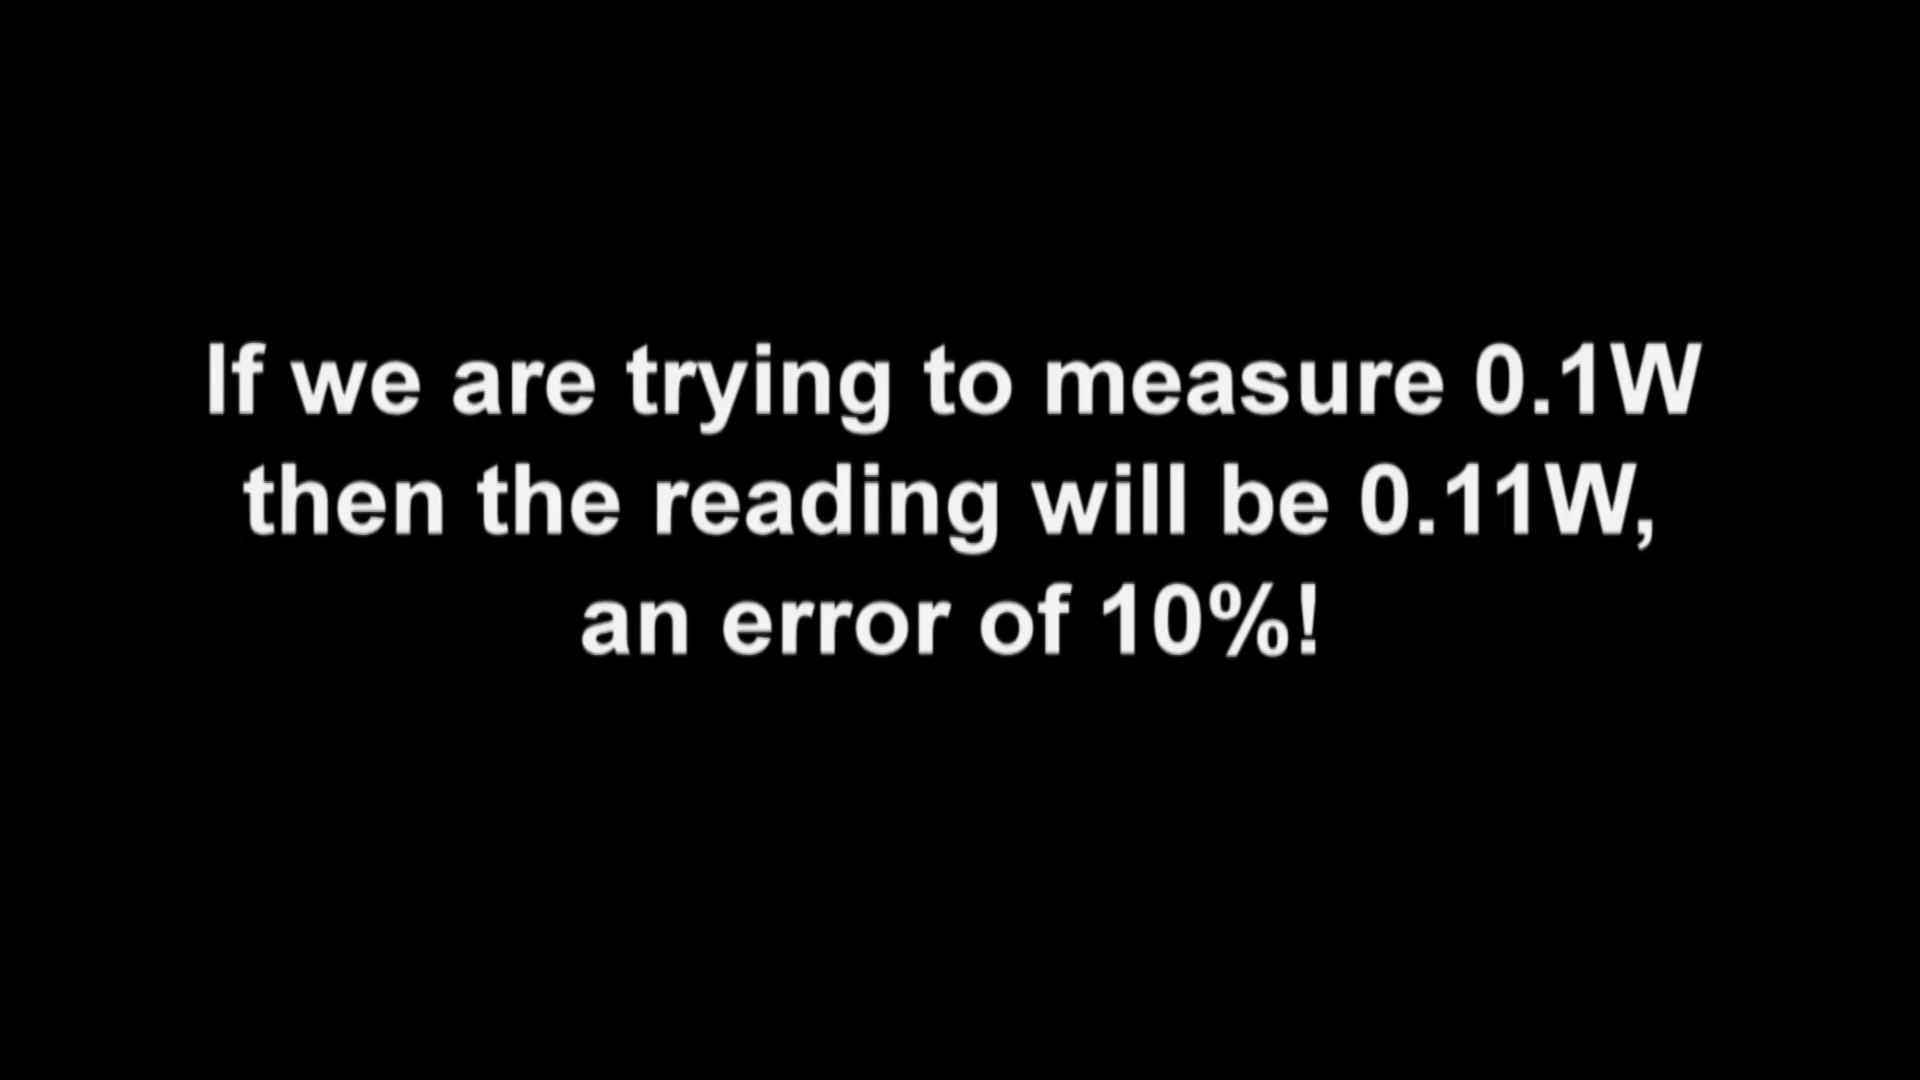 If we are trying to measure 0.1W
then the reading will be 0.11W,
an error of 10%!